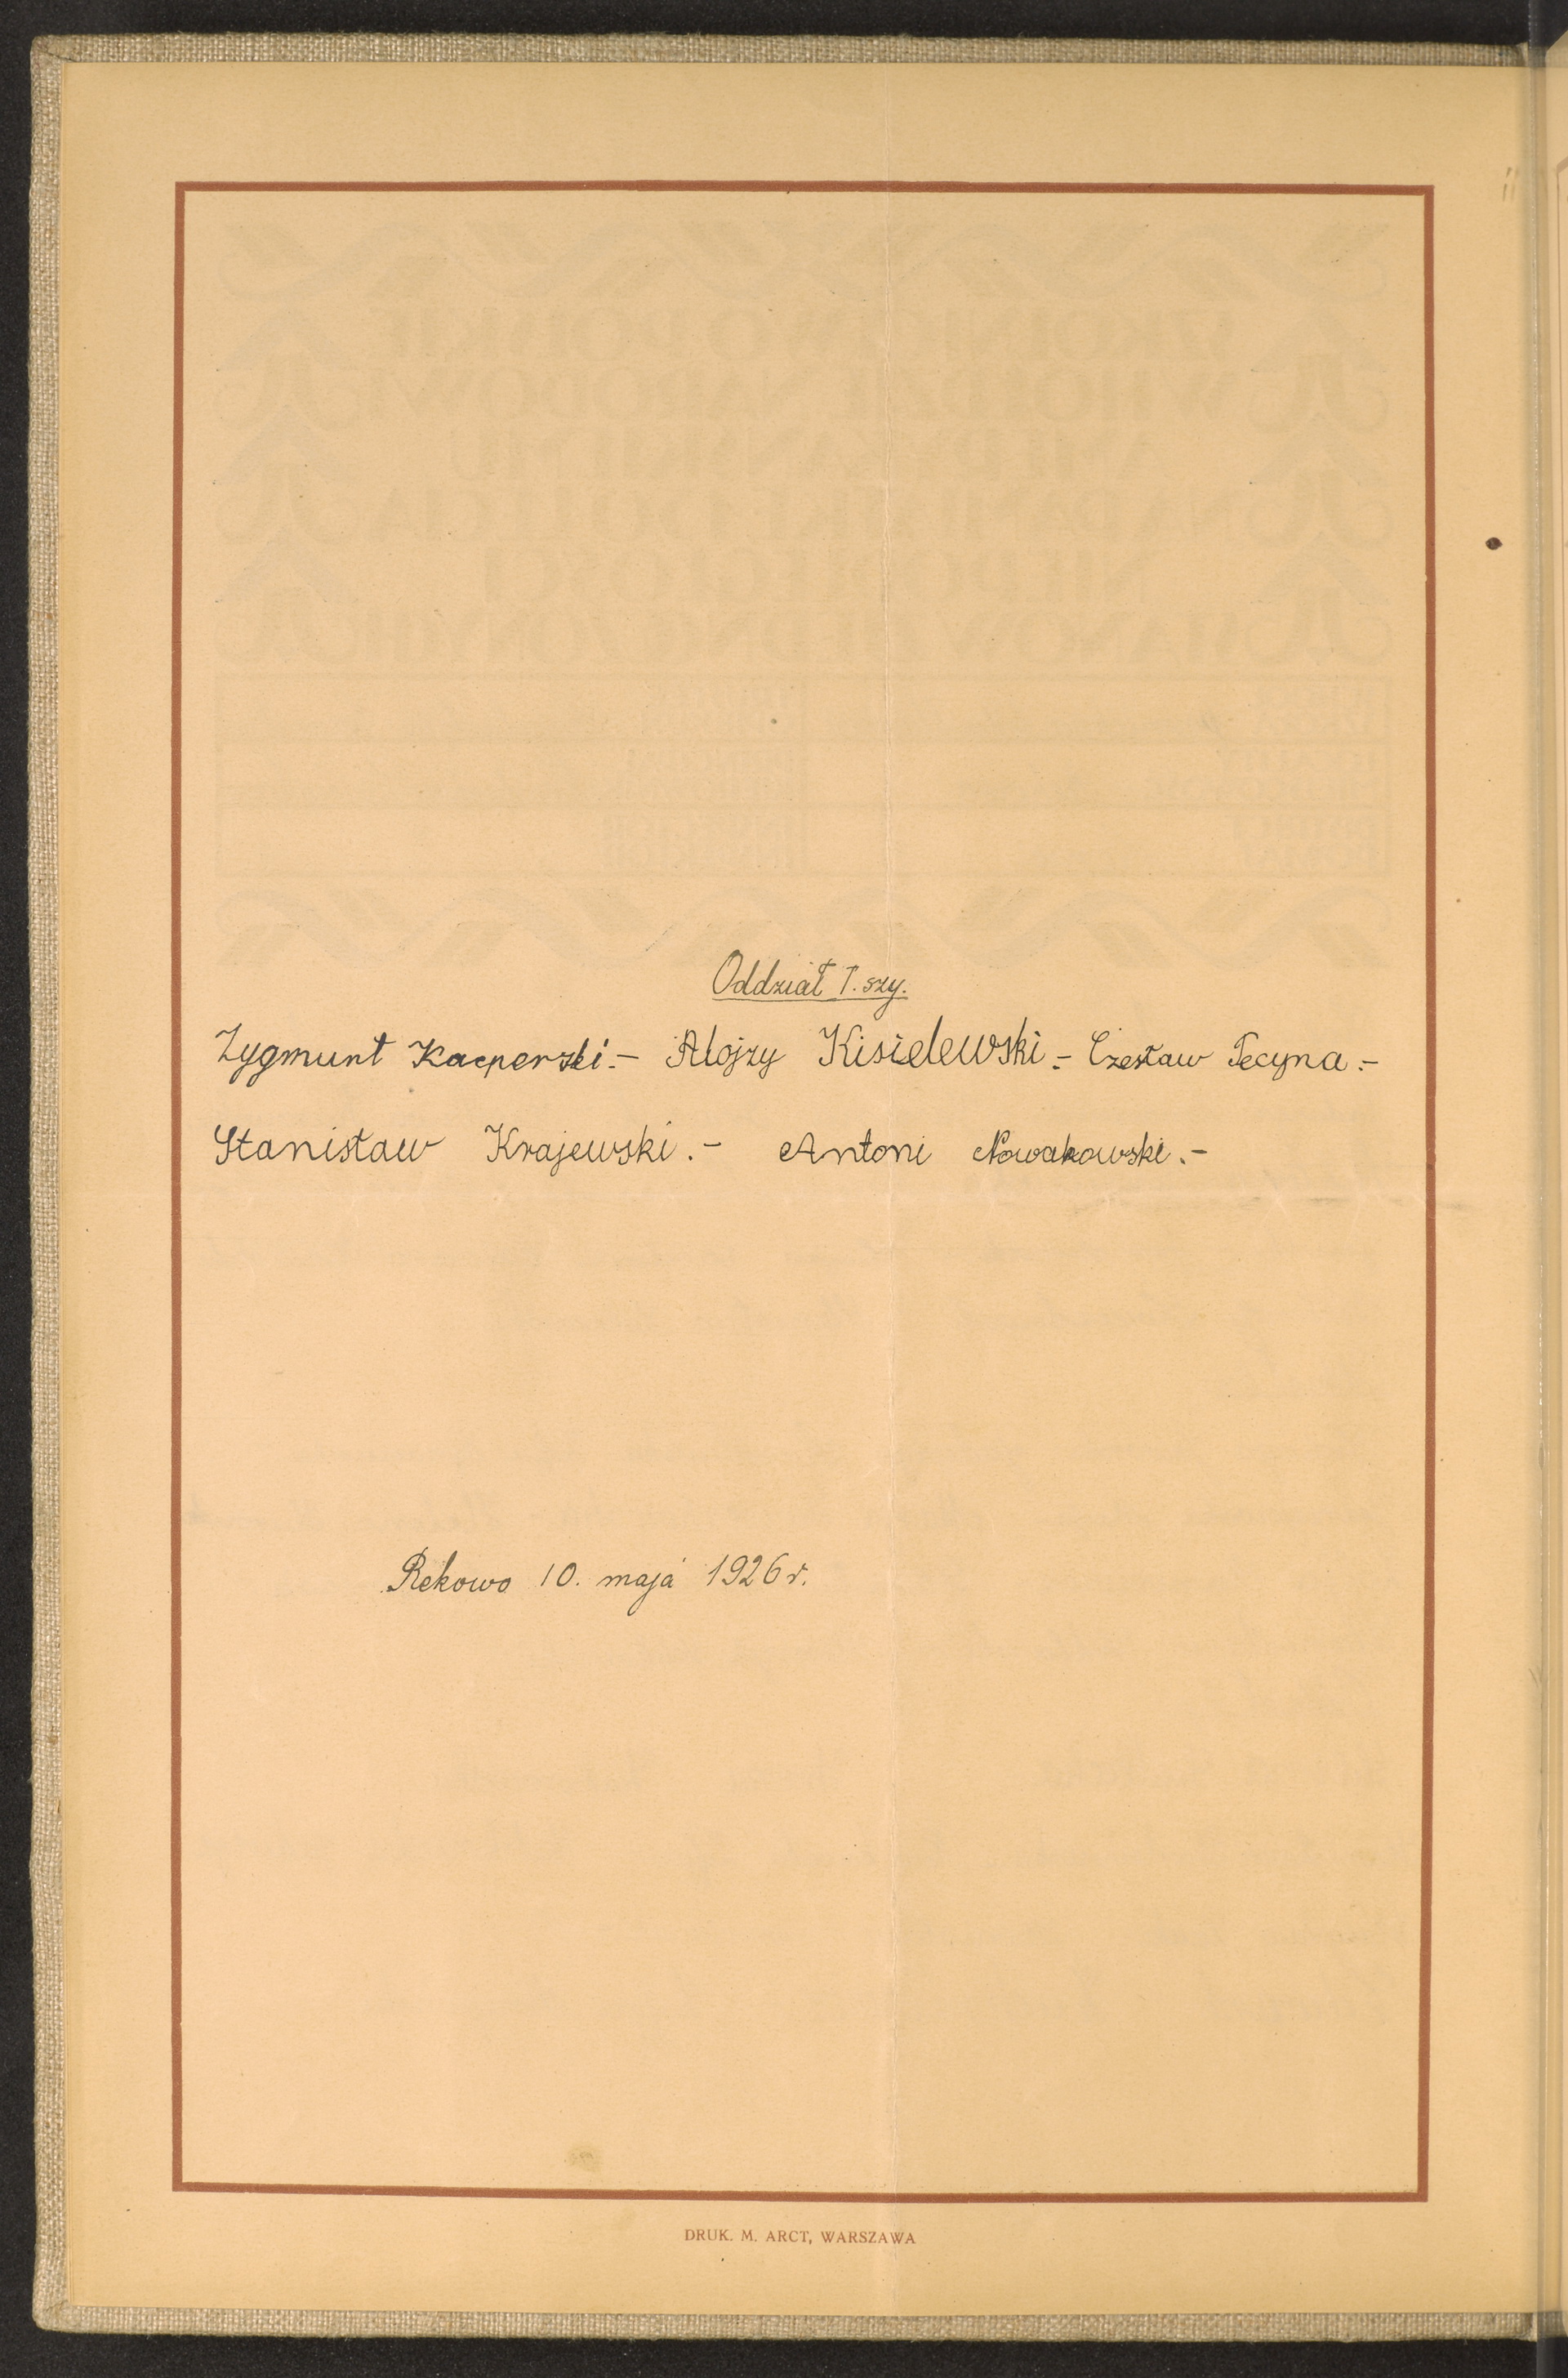 Oddział I. szy.
Zygmunt Kacperski.- Alojzy Kisielewski.- Czesław Pecyna.-
Stanisław Krajewski.- Antoni Nowakowski.-
Rekowo 10. maja 1926 r.
DRUK. M. ARCT, WARSZAWA